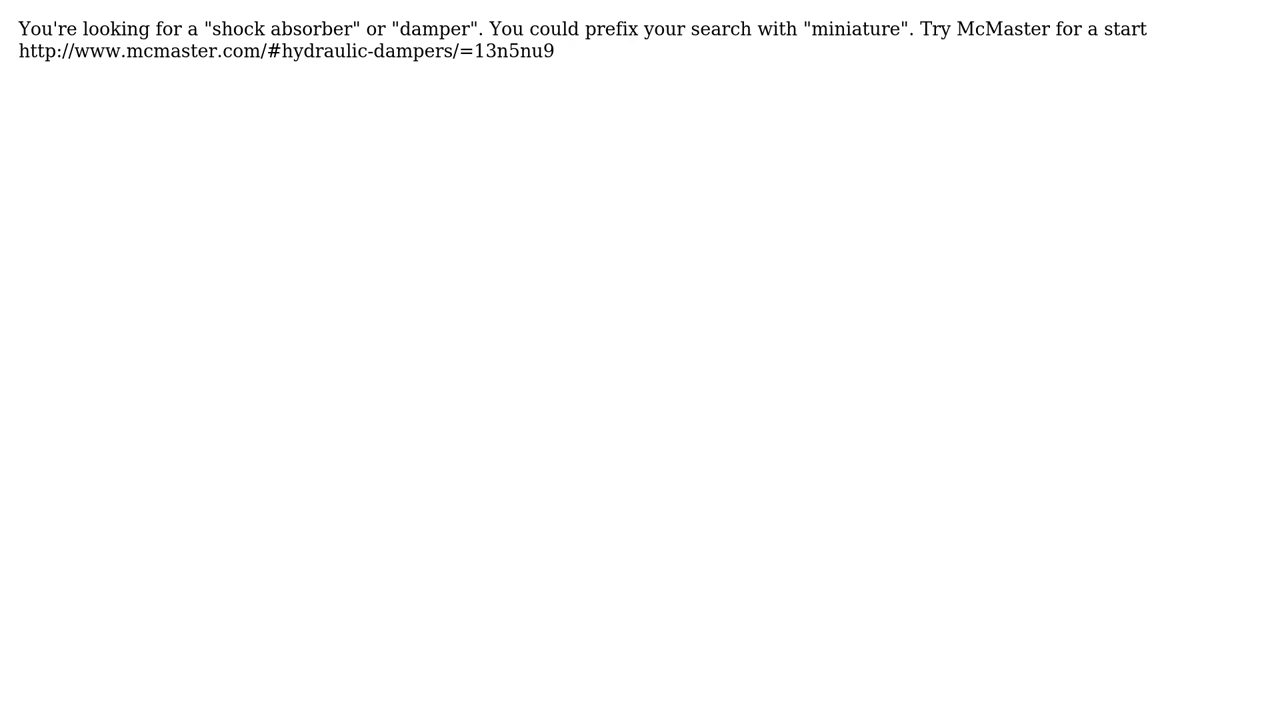 You're looking for a "shock absorber" or "damper". You could prefix your search with "miniature". Try McMaster for a start
http://www.mcmaster.com/#hydraulic-dampers/=13n5nu9